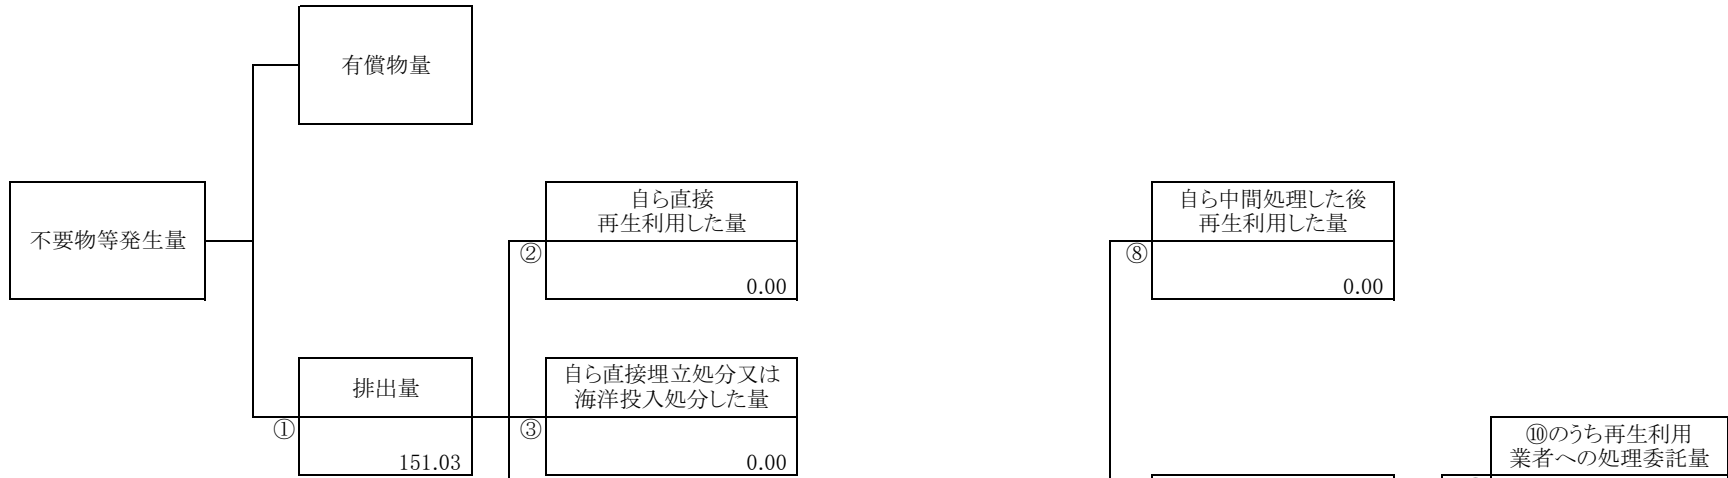 有償物量
不要物等発生量
自ら直接
再生利用した量
②
0.00
自ら中間処理した後
再生利用した量
⑧
0.00
排出量
①
151.03
自ら直接埋立処分又は
海洋投入処分した量
③
0.00
⑩のうち再生利用
業者への処理委託量